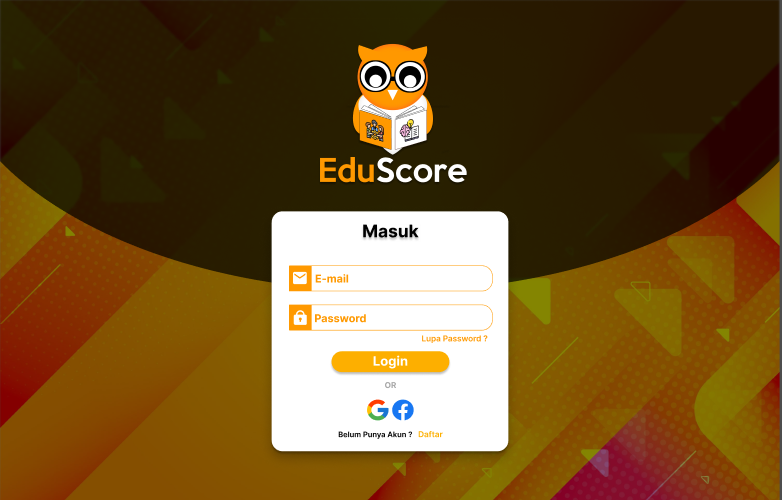 EduScore
Masuk
E-mail
Password
Lupa Password ?
Login
OR
Belum Punya Akun ? Daftar